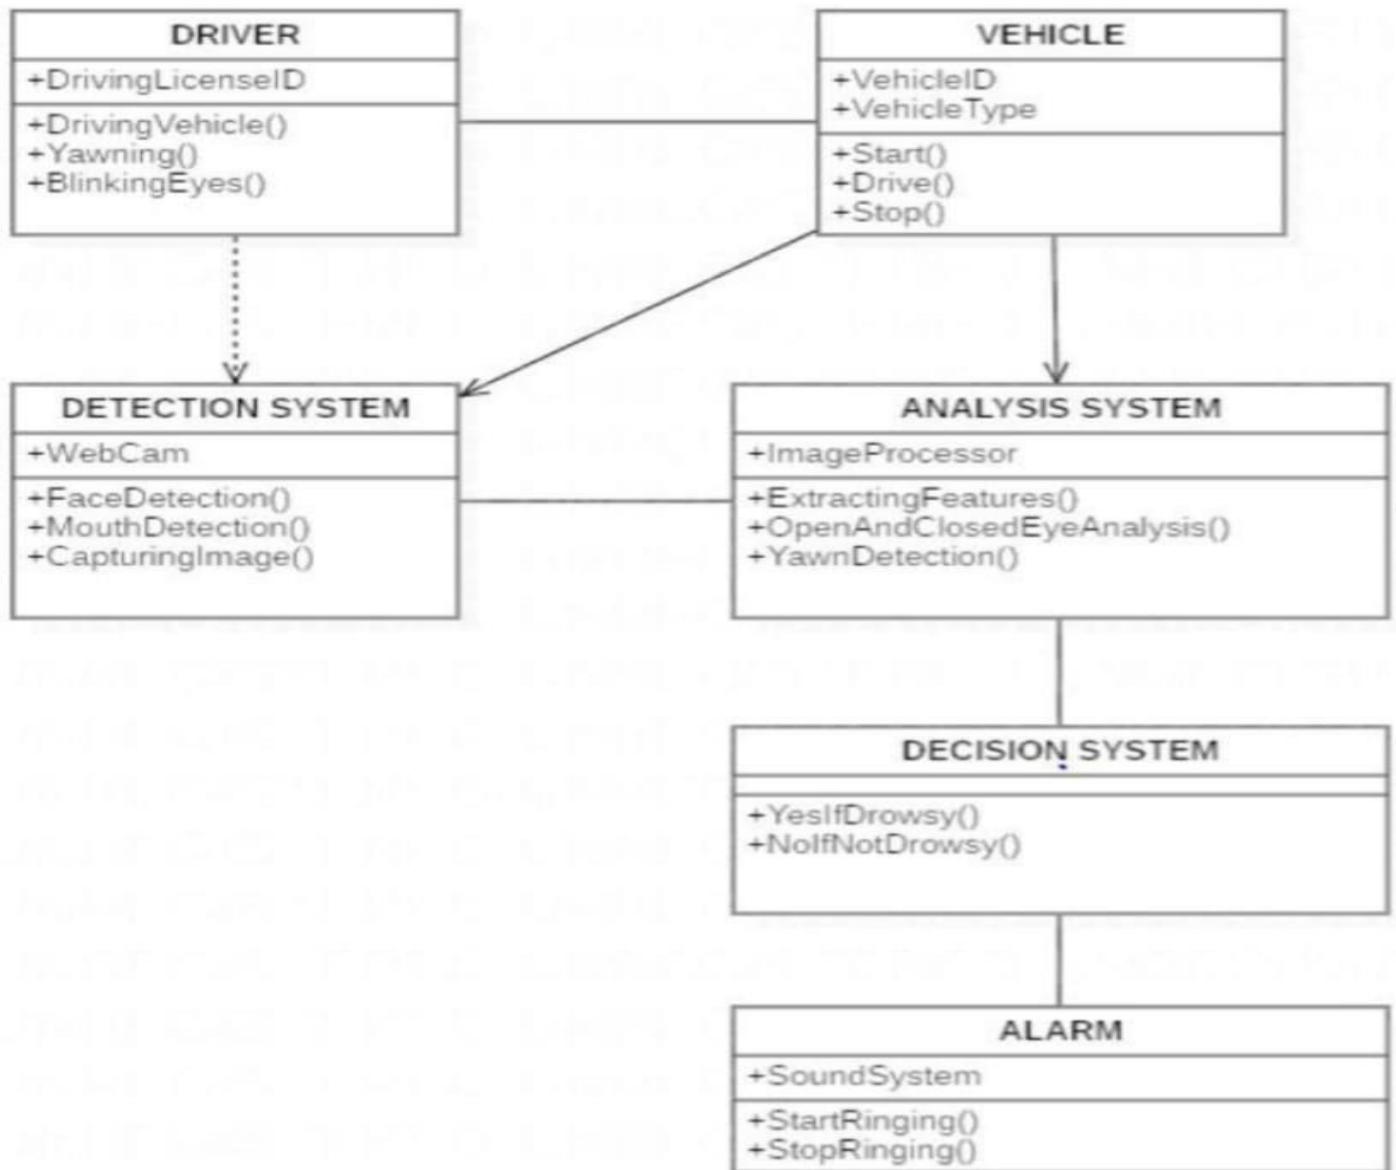 DRIVER
+DrivingLicenseID
+DrivingVehicle()
+Yawning()
+BlinkingEyes()
VEHICLE
+VehicleID
+VehicleType
+Start()
+Drive()
+Stop()
DETECTION SYSTEM
+WebCam
+FaceDetection()
+MouthDetection()
+CapturingImage()
ANALYSIS SYSTEM
+ImageProcessor
+ExtractingFeatures()
+OpenAndClosedEyeAnalysis()
+YawnDetection()
DECISION SYSTEM
+YesIfDrowsy()
+NoIfNotDrowsy()
ALARM
+SoundSystem
+StartRinging()
+StopRinging()